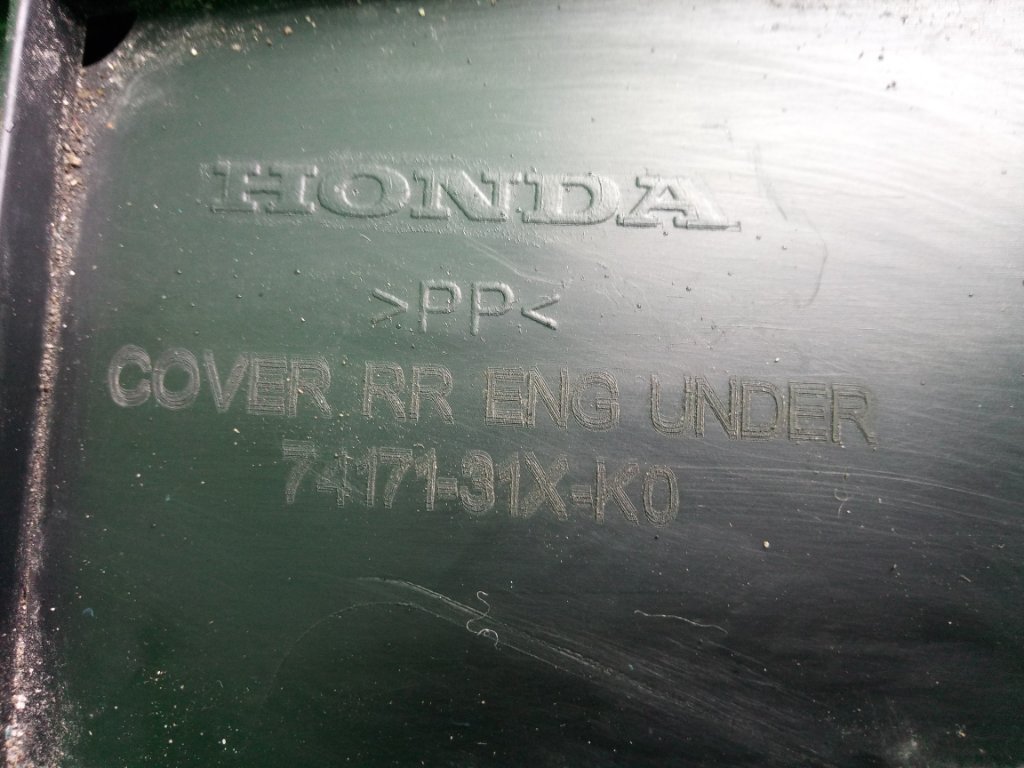 HONDA
>PP<
COVER RR ENG UNDER
74171-31X-K0